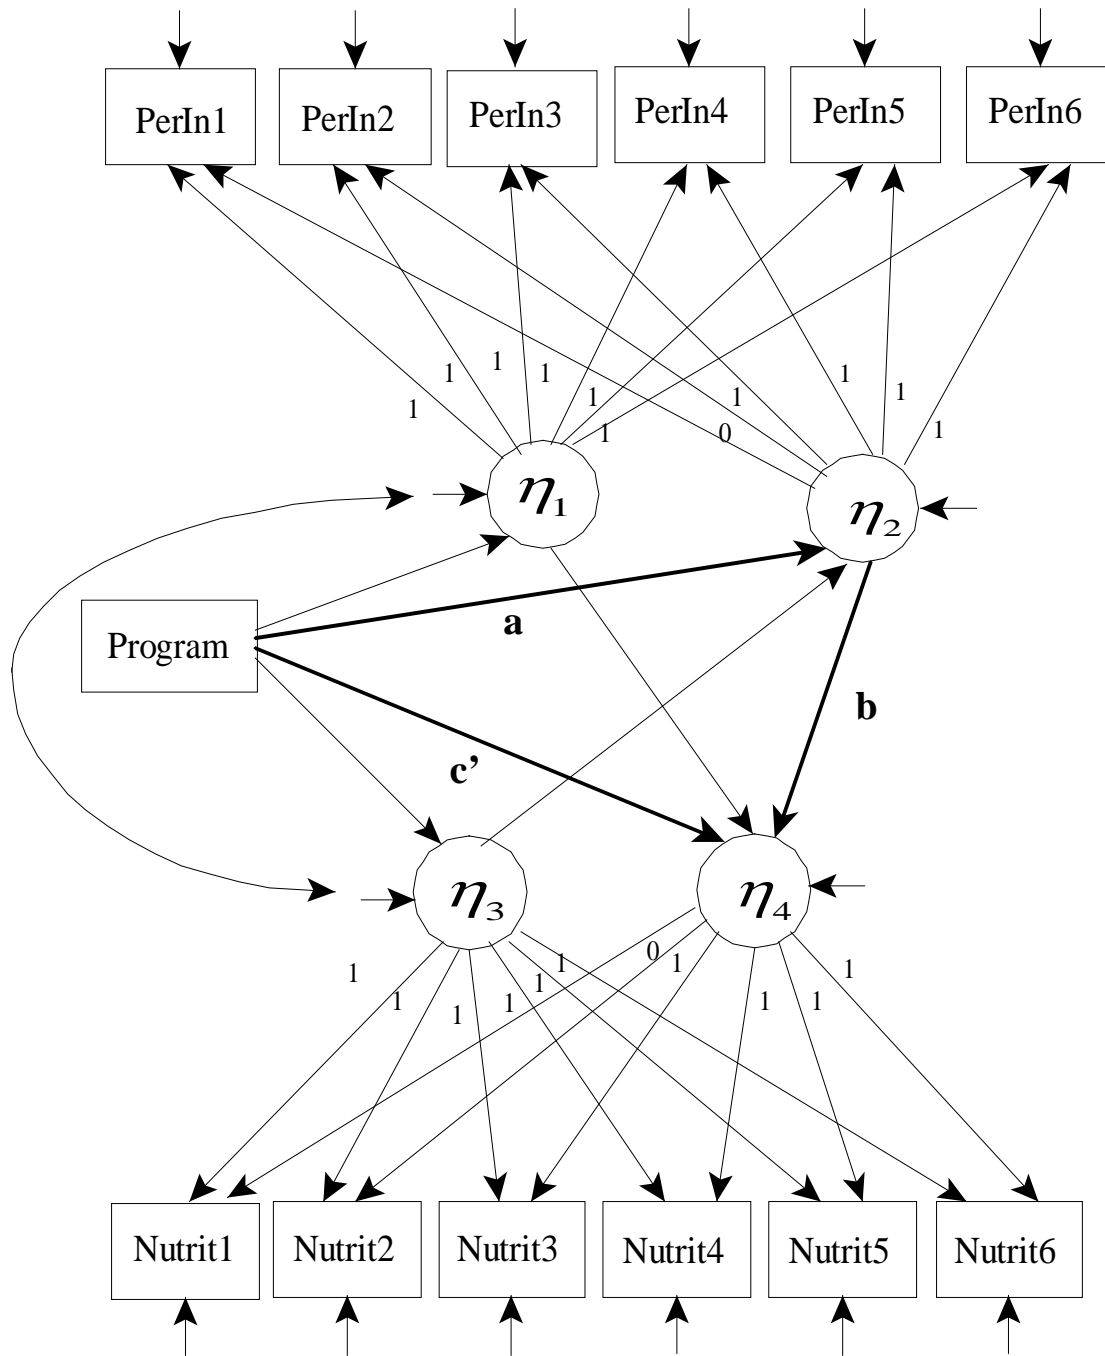 PerIn1 PerIn2 PerIn3 PerIn4 PerIn5 PerIn6
1 1 1 1 1 1
0 1 1 1 1
η1 η2
a
Program
b
c’
η3 η4
1 1 1 1 1 1
0 1 1 1 1
Nutrit1 Nutrit2 Nutrit3 Nutrit4 Nutrit5 Nutrit6